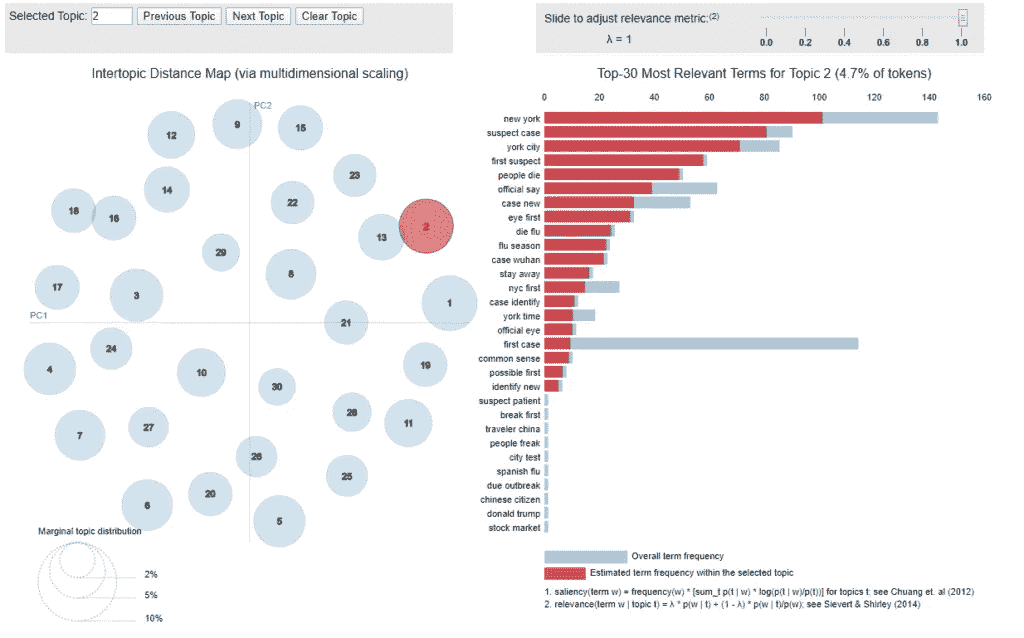 Selected Topic: 2 Previous Topic Next Topic Clear Topic
Slide to adjust relevance metric:(2)
λ = 1
0.0 0.2 0.4 0.6 0.8 1.0
Intertopic Distance Map (via multidimensional scaling)
PC2
PC1
12
9
15
14
23
18
16
22
2
13
29
8
17
3
1
21
24
4
10
19
30
28
11
7
27
26
25
20
6
5
Marginal topic distribution
2%
5%
10%
Top-30 Most Relevant Terms for Topic 2 (4.7% of tokens)
0 20 40 60 80 100 120 140 160
new york
suspect case
york city
first suspect
people die
official say
case new
eye first
die flu
flu season
case wuhan
stay away
nyc first
case identify
york time
official eye
first case
common sense
possible first
identify new
suspect patient
break first
traveler china
people freak
city test
spanish flu
due outbreak
chinese citizen
donald trump
stock market
Overall term frequency
Estimated term frequency within the selected topic
1. saliency(term w) = frequency(w) * [sum_t p(t | w) * log(p(t | w)/p(t))] for topics t; see Chuang et. al (2012)
2. relevance(term w | topic t) = λ * p(w | t) + (1 - λ) * p(w | t)/p(w); see Sievert & Shirley (2014)